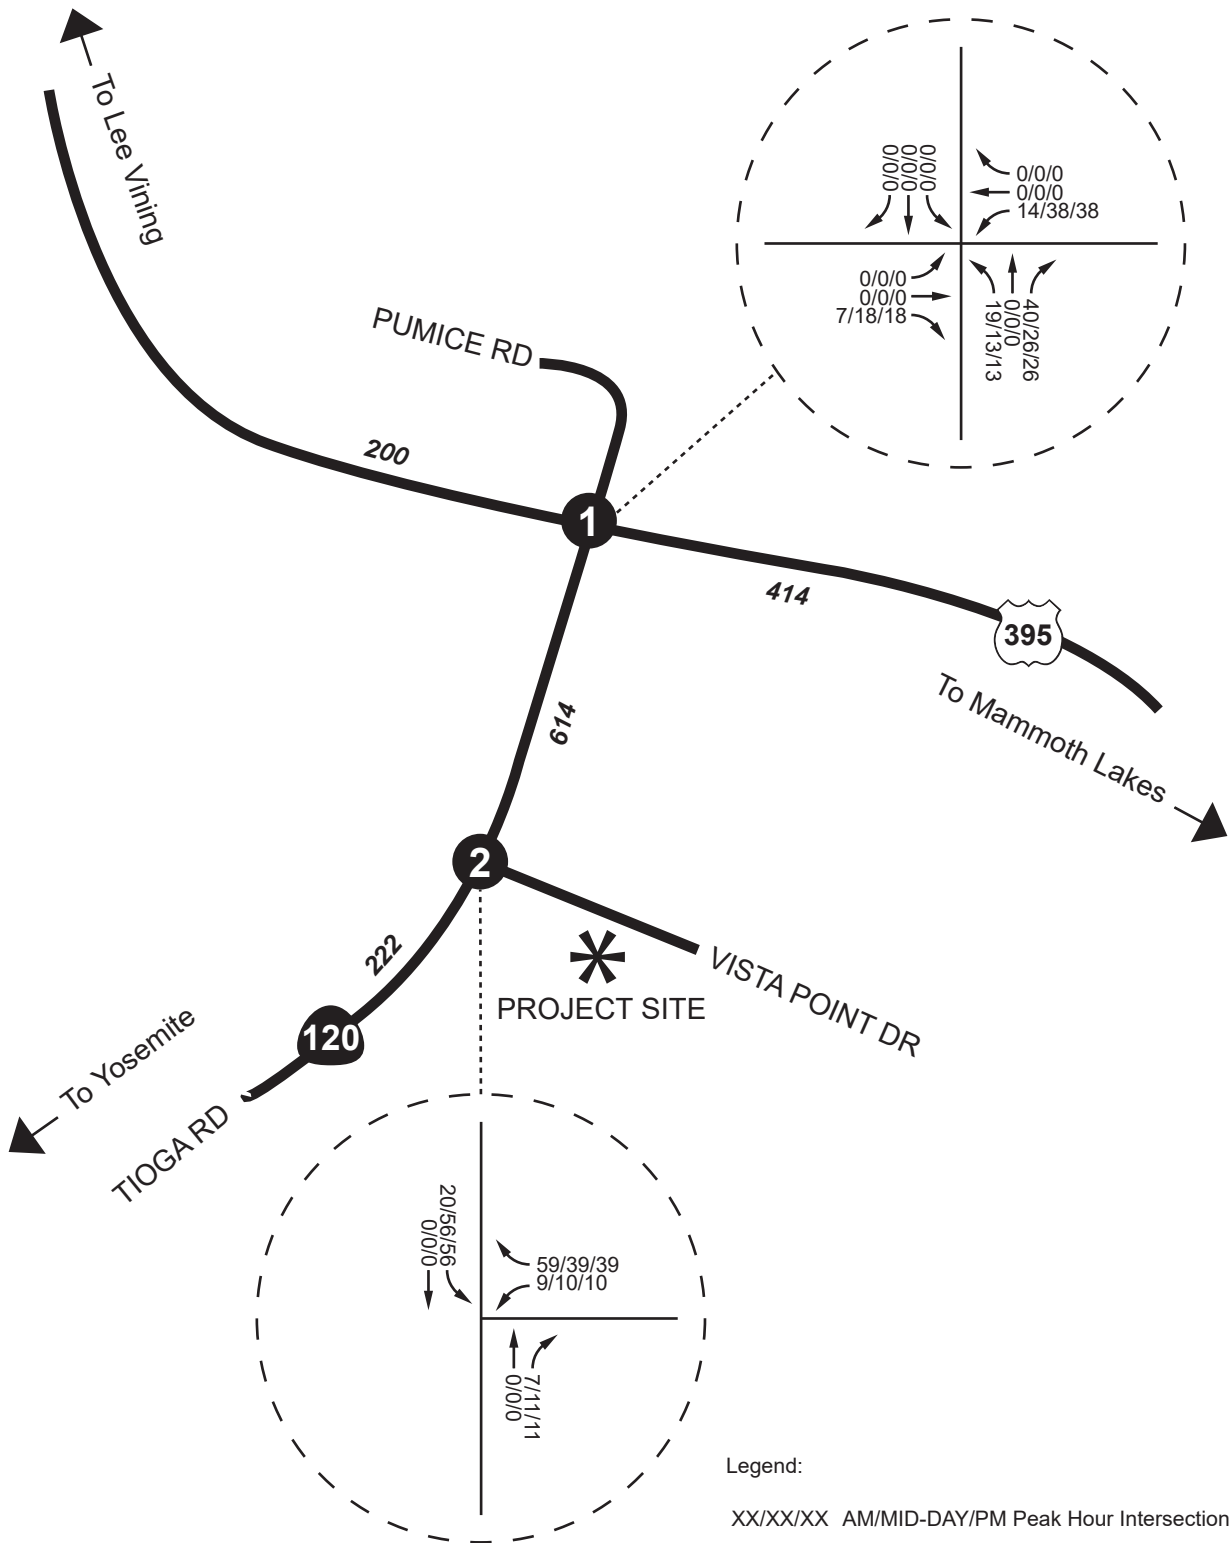 To Lee Vining
0/0/0
0/0/0
0/0/0
0/0/0
0/0/0
14/38/38
0/0/0
0/0/0
7/18/18
19/13/13
0/0/0
40/26/26
PUMICE RD
200
1
414
395
To Mammoth Lakes
614
2
222
VISTA POINT DR
PROJECT SITE
120
To Yosemite
TIOGA RD
0/0/0
20/56/56
59/39/39
9/10/10
0/0/0
7/11/11
Legend:
XX/XX/XX AM/MID-DAY/PM Peak Hour Intersection